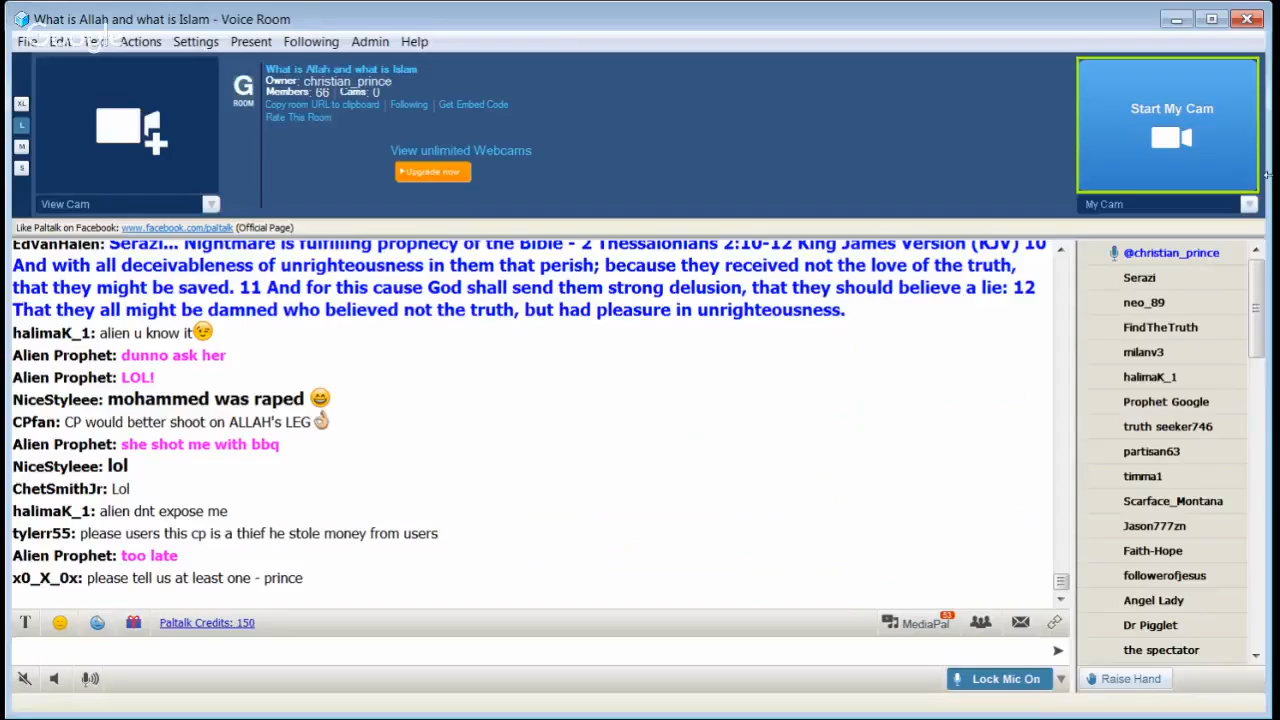 What is Allah and what is Islam - Voice Room
File Edit Text Actions Settings Present Following Admin Help
Google
XL
L
M
S
G
ROOM
What is Allah and what is Islam
Owner: christian_prince
Members: 66 | Cams: 0
Copy room URL to clipboard | Following | Get Embed Code
Rate This Room
View unlimited Webcams
Upgrade now
Start My Cam
View Cam
My Cam
Like Paltalk on Facebook: www.facebook.com/paltalk (Official Page)
EdVanHalen: Serazi... Nightmare is fulfilling prophecy of the Bible - 2 Thessalonians 2:10-12 King James Version (KJV) 10
And with all deceivableness of unrighteousness in them that perish; because they received not the love of the truth,
that they might be saved. 11 And for this cause God shall send them strong delusion, that they should believe a lie: 12
That they all might be damned who believed not the truth, but had pleasure in unrighteousness.
halimaK_1: alien u know it
Alien Prophet: dunno ask her
Alien Prophet: LOL!
NiceStyleee: mohammed was raped
CPfan: CP would better shoot on ALLAH's LEG
Alien Prophet: she shot me with bbq
NiceStyleee: lol
ChetSmithJr: Lol
halimaK_1: alien dnt expose me
tylerr55: please users this cp is a thief he stole money from users
Alien Prophet: too late
x0_X_0x: please tell us at least one - prince
@christian_prince
Serazi
neo_89
FindTheTruth
milanv3
halimaK_1
Prophet Google
truth seeker746
partisan63
timma1
Scarface_Montana
Jason777zn
Faith-Hope
followerofjesus
Angel Lady
Dr Pigglet
the spectator
T
Paltalk Credits: 150
MediaPal
53
Lock Mic On
Raise Hand